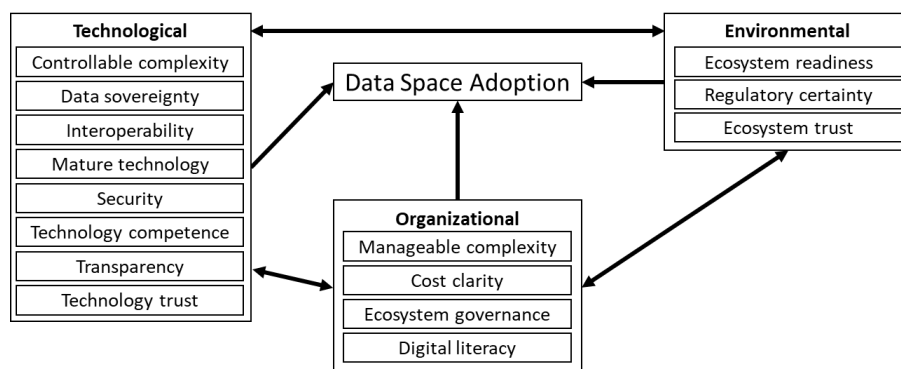 Technological
Controllable complexity
Data sovereignty
Interoperability
Mature technology
Security
Technology competence
Transparency
Technology trust
Data Space Adoption
Environmental
Ecosystem readiness
Regulatory certainty
Ecosystem trust
Organizational
Manageable complexity
Cost clarity
Ecosystem governance
Digital literacy